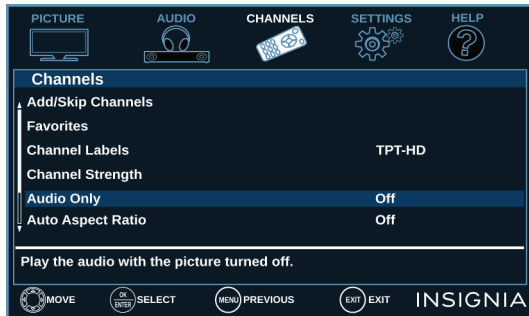 PICTURE AUDIO CHANNELS SETTINGS HELP
Channels
Add/Skip Channels
Favorites
Channel Labels TPT-HD
Channel Strength
Audio Only Off
Auto Aspect Ratio Off
Play the audio with the picture turned off.
MOVE OK ENTER SELECT MENU PREVIOUS EXIT EXIT INSIGNIA